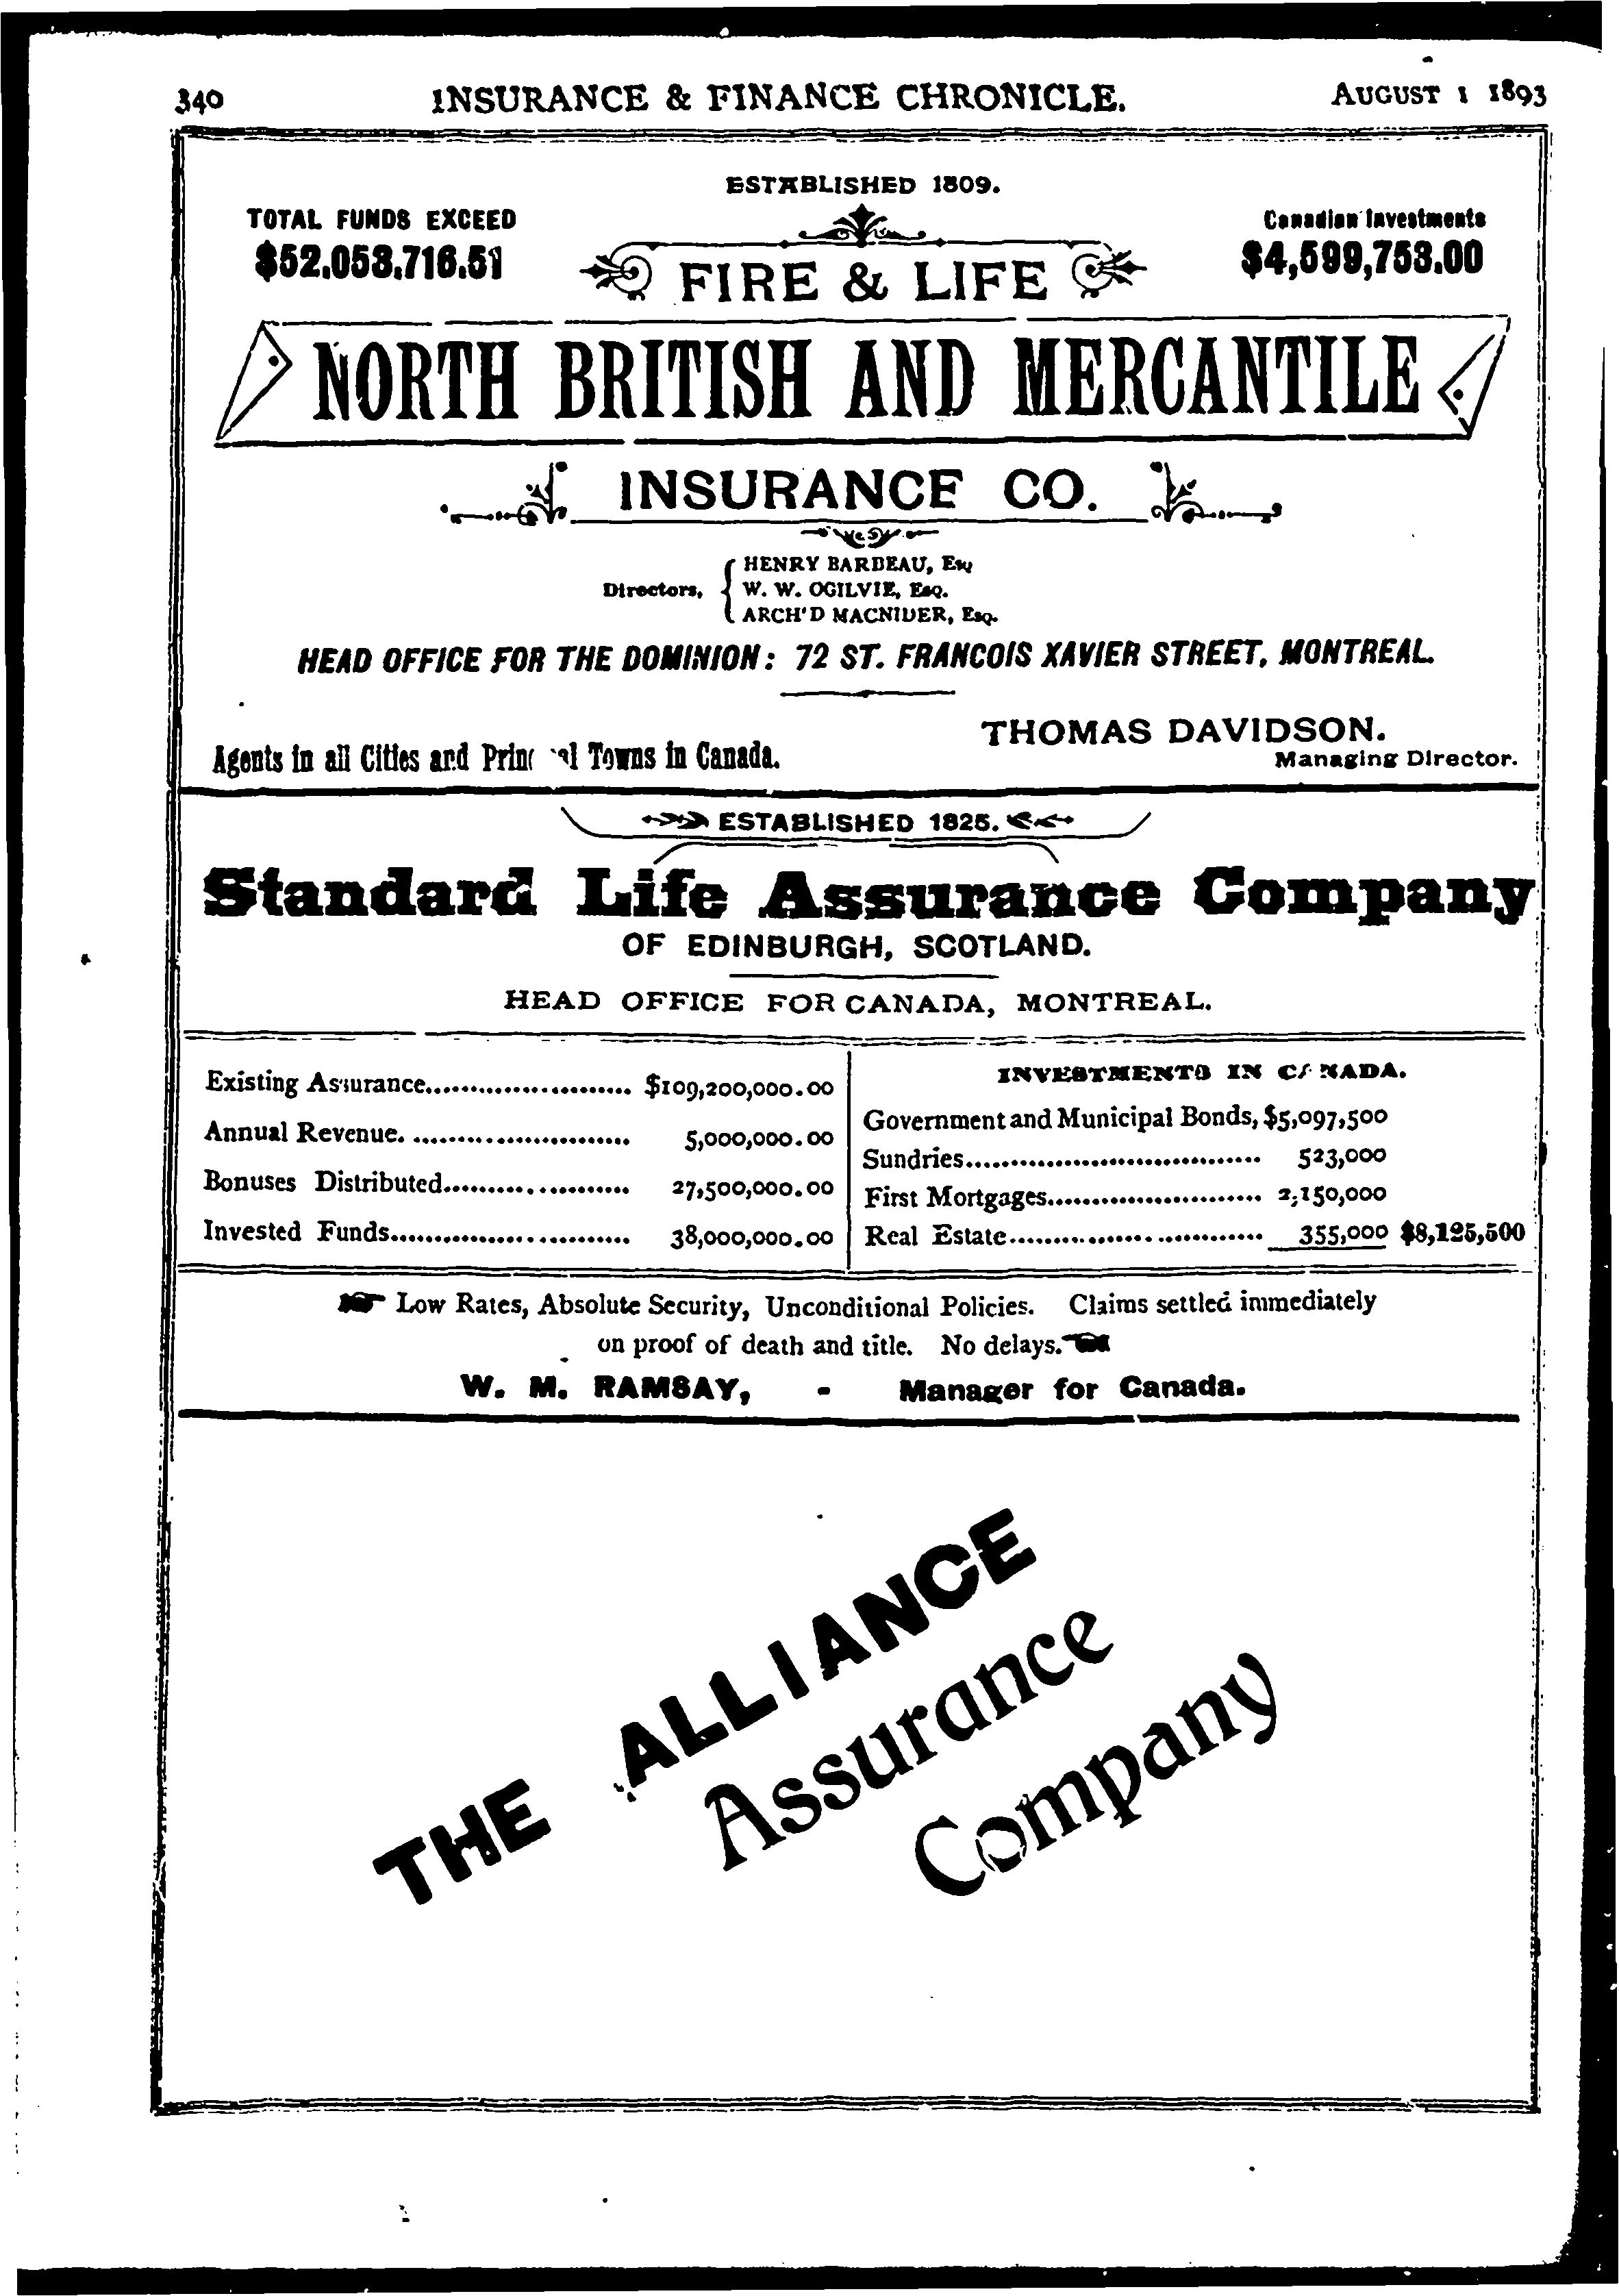 340 INSURANCE & FINANCE CHRONICLE. AUGUST 1 1893
ESTABLISHED 1809.
TOTAL FUNDS EXCEED Canadian Investments
$52,053,716.51 $4,599,753.00
FIRE & LIFE
NORTH BRITISH AND MERCANTILE
INSURANCE CO.
HENRY BARBEAU, Esq
Directors, W. W. OGILVIE, Esq.
ARCH'D MACNIDER, Esq.
HEAD OFFICE FOR THE DOMINION: 72 ST. FRANCOIS XAVIER STREET, MONTREAL.
THOMAS DAVIDSON.
Agents in all Cities and Towns in Canada. Managing Director.
ESTABLISHED 1825.
Standard Life Assurance Company
OF EDINBURGH, SCOTLAND.
HEAD OFFICE FOR CANADA, MONTREAL.
Existing Assurance........................ $109,200,000.00
Annual Revenue. ......................... 5,000,000.00
Bonuses Distributed..................... 27,500,000.00
Invested Funds........................... 38,000,000.00
INVESTMENTS IN CANADA.
Government and Municipal Bonds, $5,097,500
Sundries.................................. 523,000
First Mortgages......................... 2,150,000
Real Estate............................. 355,000 $8,125,500
Low Rates, Absolute Security, Unconditional Policies. Claims settled immediately
on proof of death and title. No delays.
W. M. RAMSAY, - Manager for Canada.
THE ALLIANCE
Assurance
Company